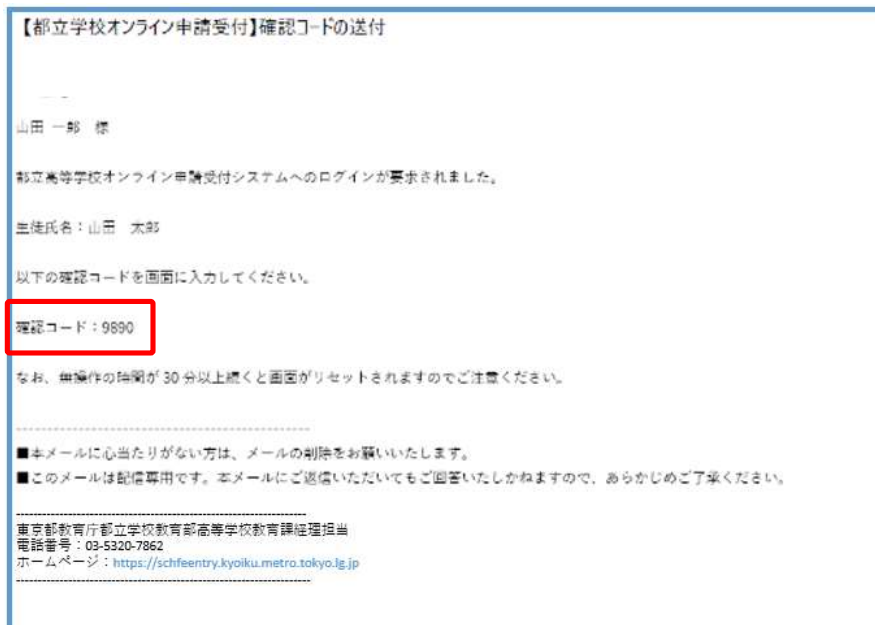 【都立学校オンライン申請受付】確認コードの送付
山田 一郎 様
都立高等学校オンライン申請受付システムへのログインが要求されました。
生徒氏名：山田 太郎
以下の確認コードを画面に入力してください。
確認コード：9890
なお、無操作の時間が 30 分以上続くと画面がリセットされますのでご注意ください。
----------------------------------------------
■本メールに心当たりがない方は、メールの削除をお願いいたします。
■このメールは配信専用です。本メールにご返信いただいてもご回答いたしかねますので、あらかじめご了承ください。
----------------------------------------------
東京都教育庁都立学校教育部高等学校教育課経理担当
電話番号：03-5320-7862
ホームページ：https://schfeentry.kyoiku.metro.tokyo.lg.jp
----------------------------------------------